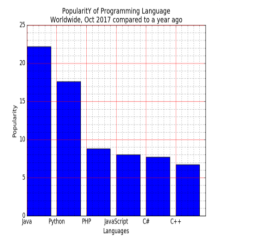 PopularitY of Programming Language
Worldwide, Oct 2017 compared to a year ago
25
20
15
10
5
0
Popularity
Java Python PHP JavaScript C# C++
Languages